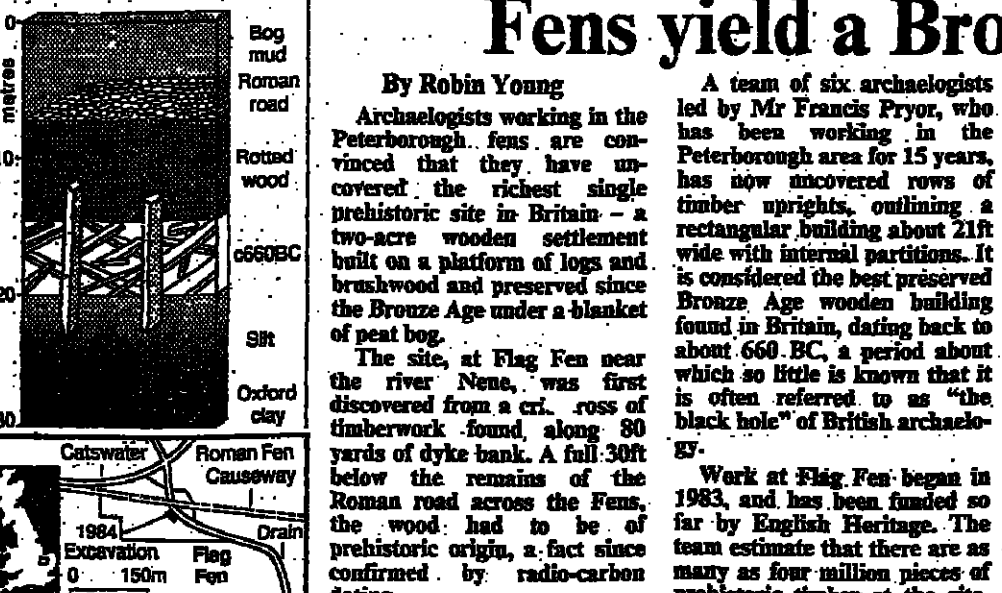 Fens yield a Bro
0
metres
10
20
30
Bog
mud
Roman
road
Rotted
wood
c660BC
Silt
Oxford
clay
Catswater
Roman Fen
Causeway
1984
Excavation
Drain
Flag
Fen
0 150m
By Robin Young
Archaelogists working in the
Peterborough fens are con-
vinced that they have un-
covered the richest single
prehistoric site in Britain – a
two-acre wooden settlement
built on a platform of logs and
brushwood and preserved since
the Bronze Age under a blanket
of peat bog.
The site, at Flag Fen near
the river Nene, was first
discovered from a of
timberwork found along 80
yards of dyke bank. A full 30ft
below the remains of the
Roman road across the Fens,
the wood had to be of
prehistoric origin, a fact since
confirmed by radio-carbon
A team of six archaelogists
led by Mr Francis Pryor, who
has been working in the
Peterborough area for 15 years,
has now uncovered rows of
timber uprights, outlining a
rectangular building about 21ft
wide with internal partitions. It
is considered the best preserved
Bronze Age wooden building
found in Britain, dating back to
about 660 BC, a period about
which so little is known that it
is often referred to as “the
black hole” of British archaelo-
gy.
Work at Flag Fen began in
1983, and has been funded so
far by English Heritage. The
team estimate that there are as
many as four million pieces of
prehistoric timber at the site